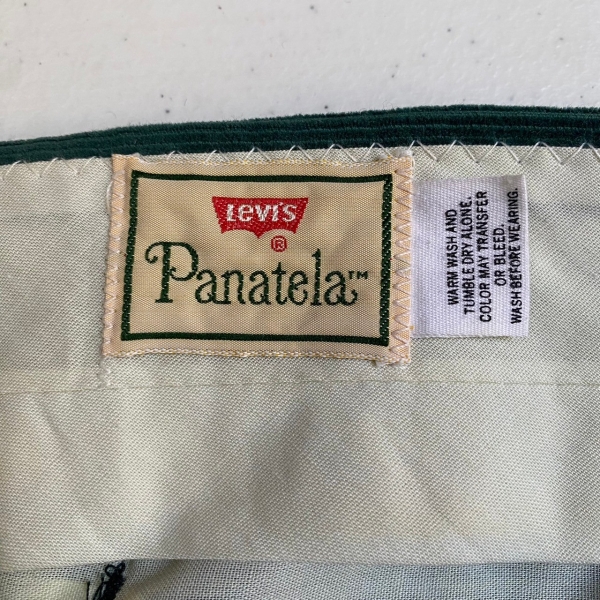 Levi's
®
Panatela™
WARM WASH AND
TUMBLE DRY ALONE.
COLOR MAY TRANSFER
OR BLEED.
WASH BEFORE WEARING.